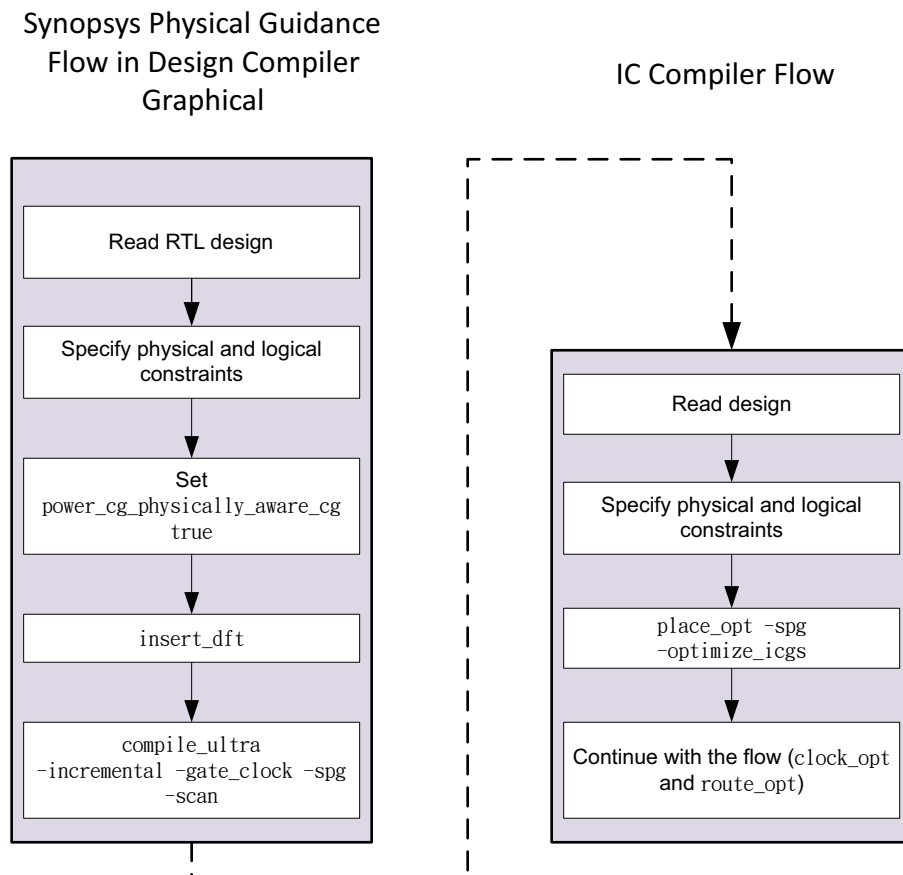 Synopsys Physical Guidance
Flow in Design Compiler
Graphical
Read RTL design
Specify physical and logical
constraints
Set
power_cg_physically_aware_cg
true
insert_dft
compile_ultra
-incremental -gate_clock -spg
-scan
IC Compiler Flow
Read design
Specify physical and logical
constraints
place_opt -spg
-optimize_icgs
Continue with the flow (clock_opt
and route_opt)